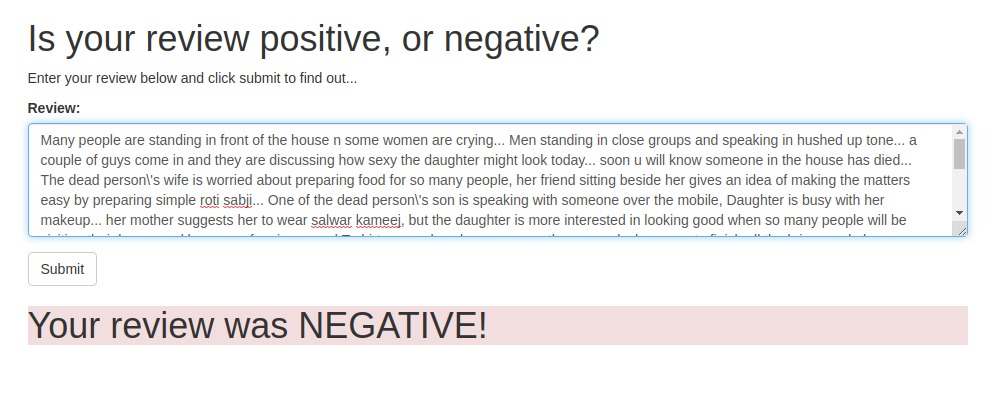 Is your review positive, or negative?
Enter your review below and click submit to find out...
Review:
Many people are standing in front of the house n some women are crying... Men standing in close groups and speaking in hushed up tone... a
couple of guys come in and they are discussing how sexy the daughter might look today... soon u will know someone in the house has died...
The dead person\'s wife is worried about preparing food for so many people, her friend sitting beside her gives an idea of making the matters
easy by preparing simple roti sabji... One of the dead person\'s son is speaking with someone over the mobile, Daughter is busy with her
makeup... her mother suggests her to wear salwar kameej, but the daughter is more interested in looking good when so many people will be
Submit
Your review was NEGATIVE!